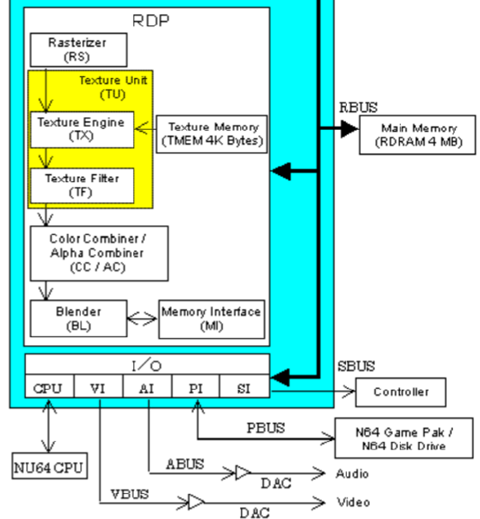 RDP
Rasterizer
(RS)
Texture Unit
(TU)
Texture Engine
(TX)
Texture Memory
(TMEM 4K Bytes)
Texture Filter
(TF)
Color Combiner /
Alpha Combiner
(CC / AC)
Blender
(BL)
Memory Interface
(MI)
RBUS
Main Memory
(RDRAM 4 MB)
I/O
CPU VI AI PI SI
SBUS
Controller
PBUS
N64 Game Pak /
N64 Disk Drive
NU64 CPU
ABUS
DAC
Audio
VBUS
DAC
Video